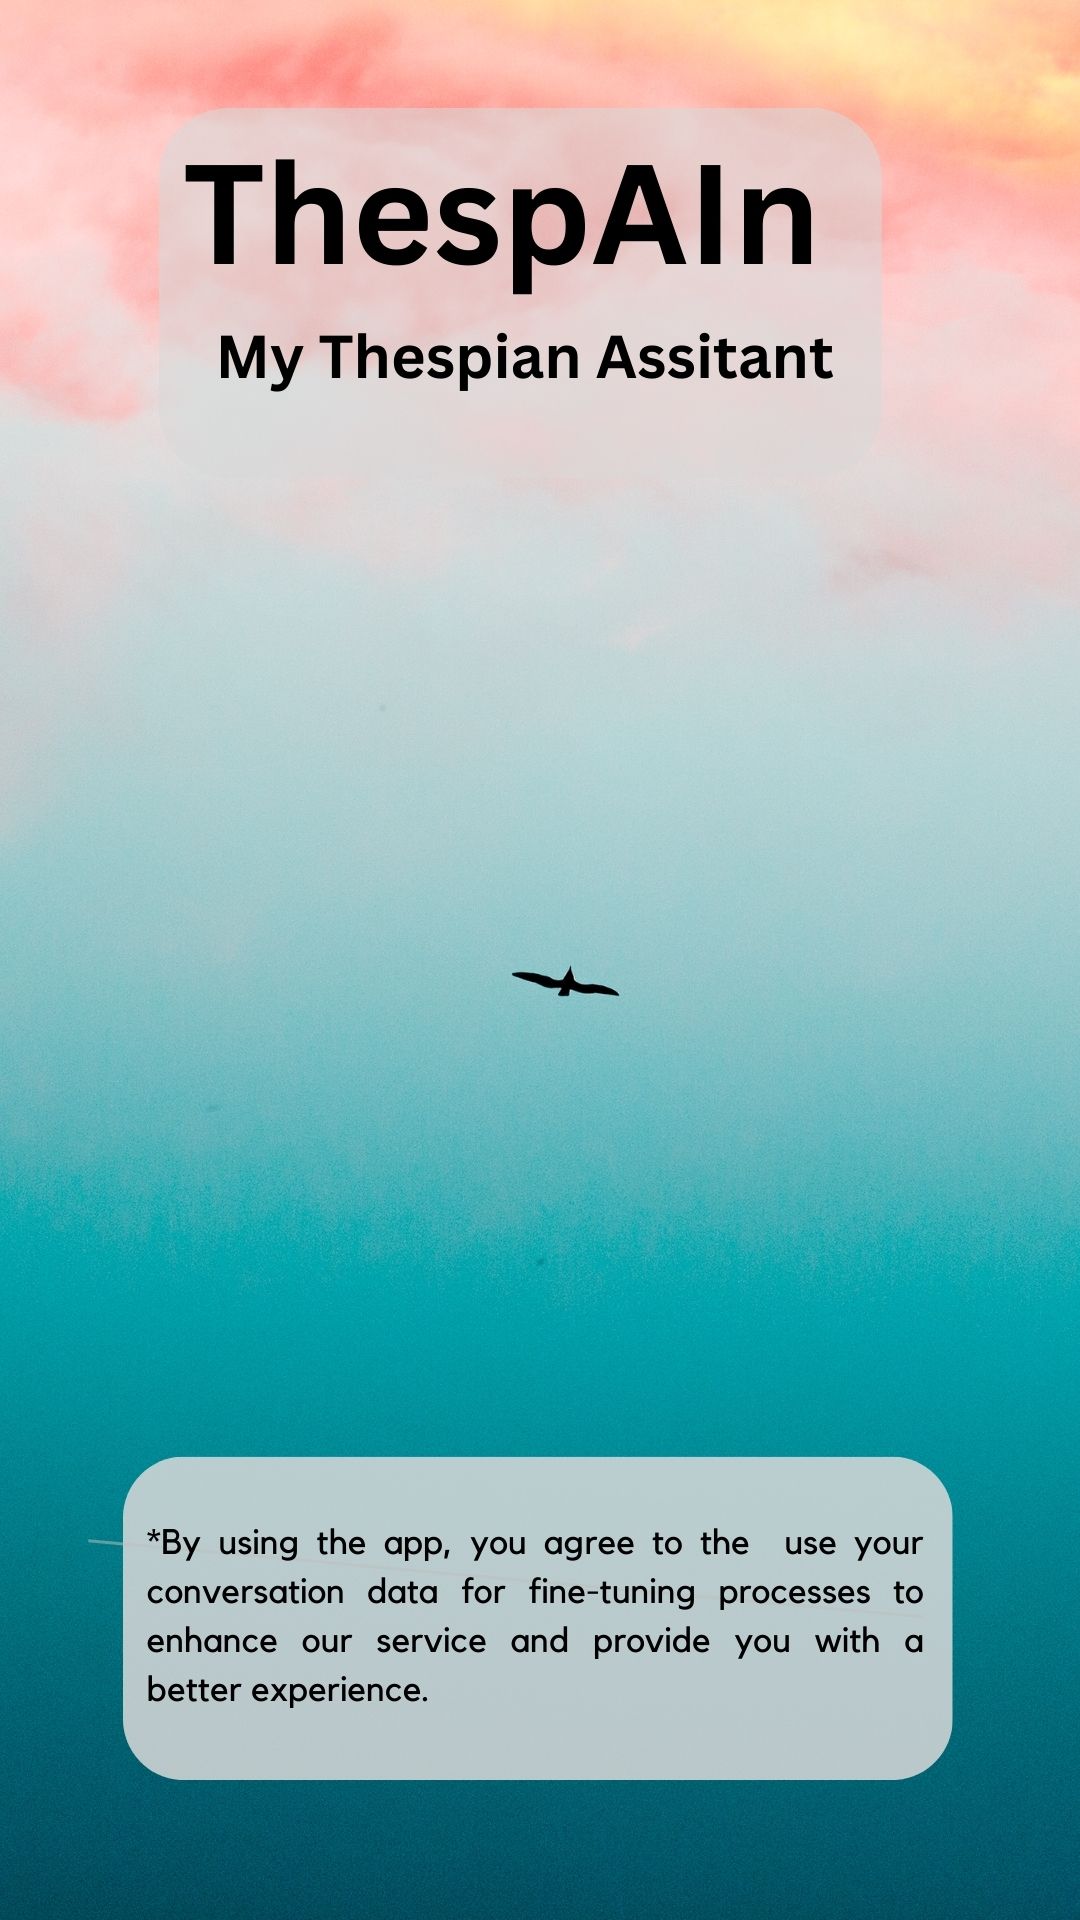 ThespAIn
My Thespian Assitant
*By using the app, you agree to the use your
conversation data for fine-tuning processes to
enhance our service and provide you with a
better experience.